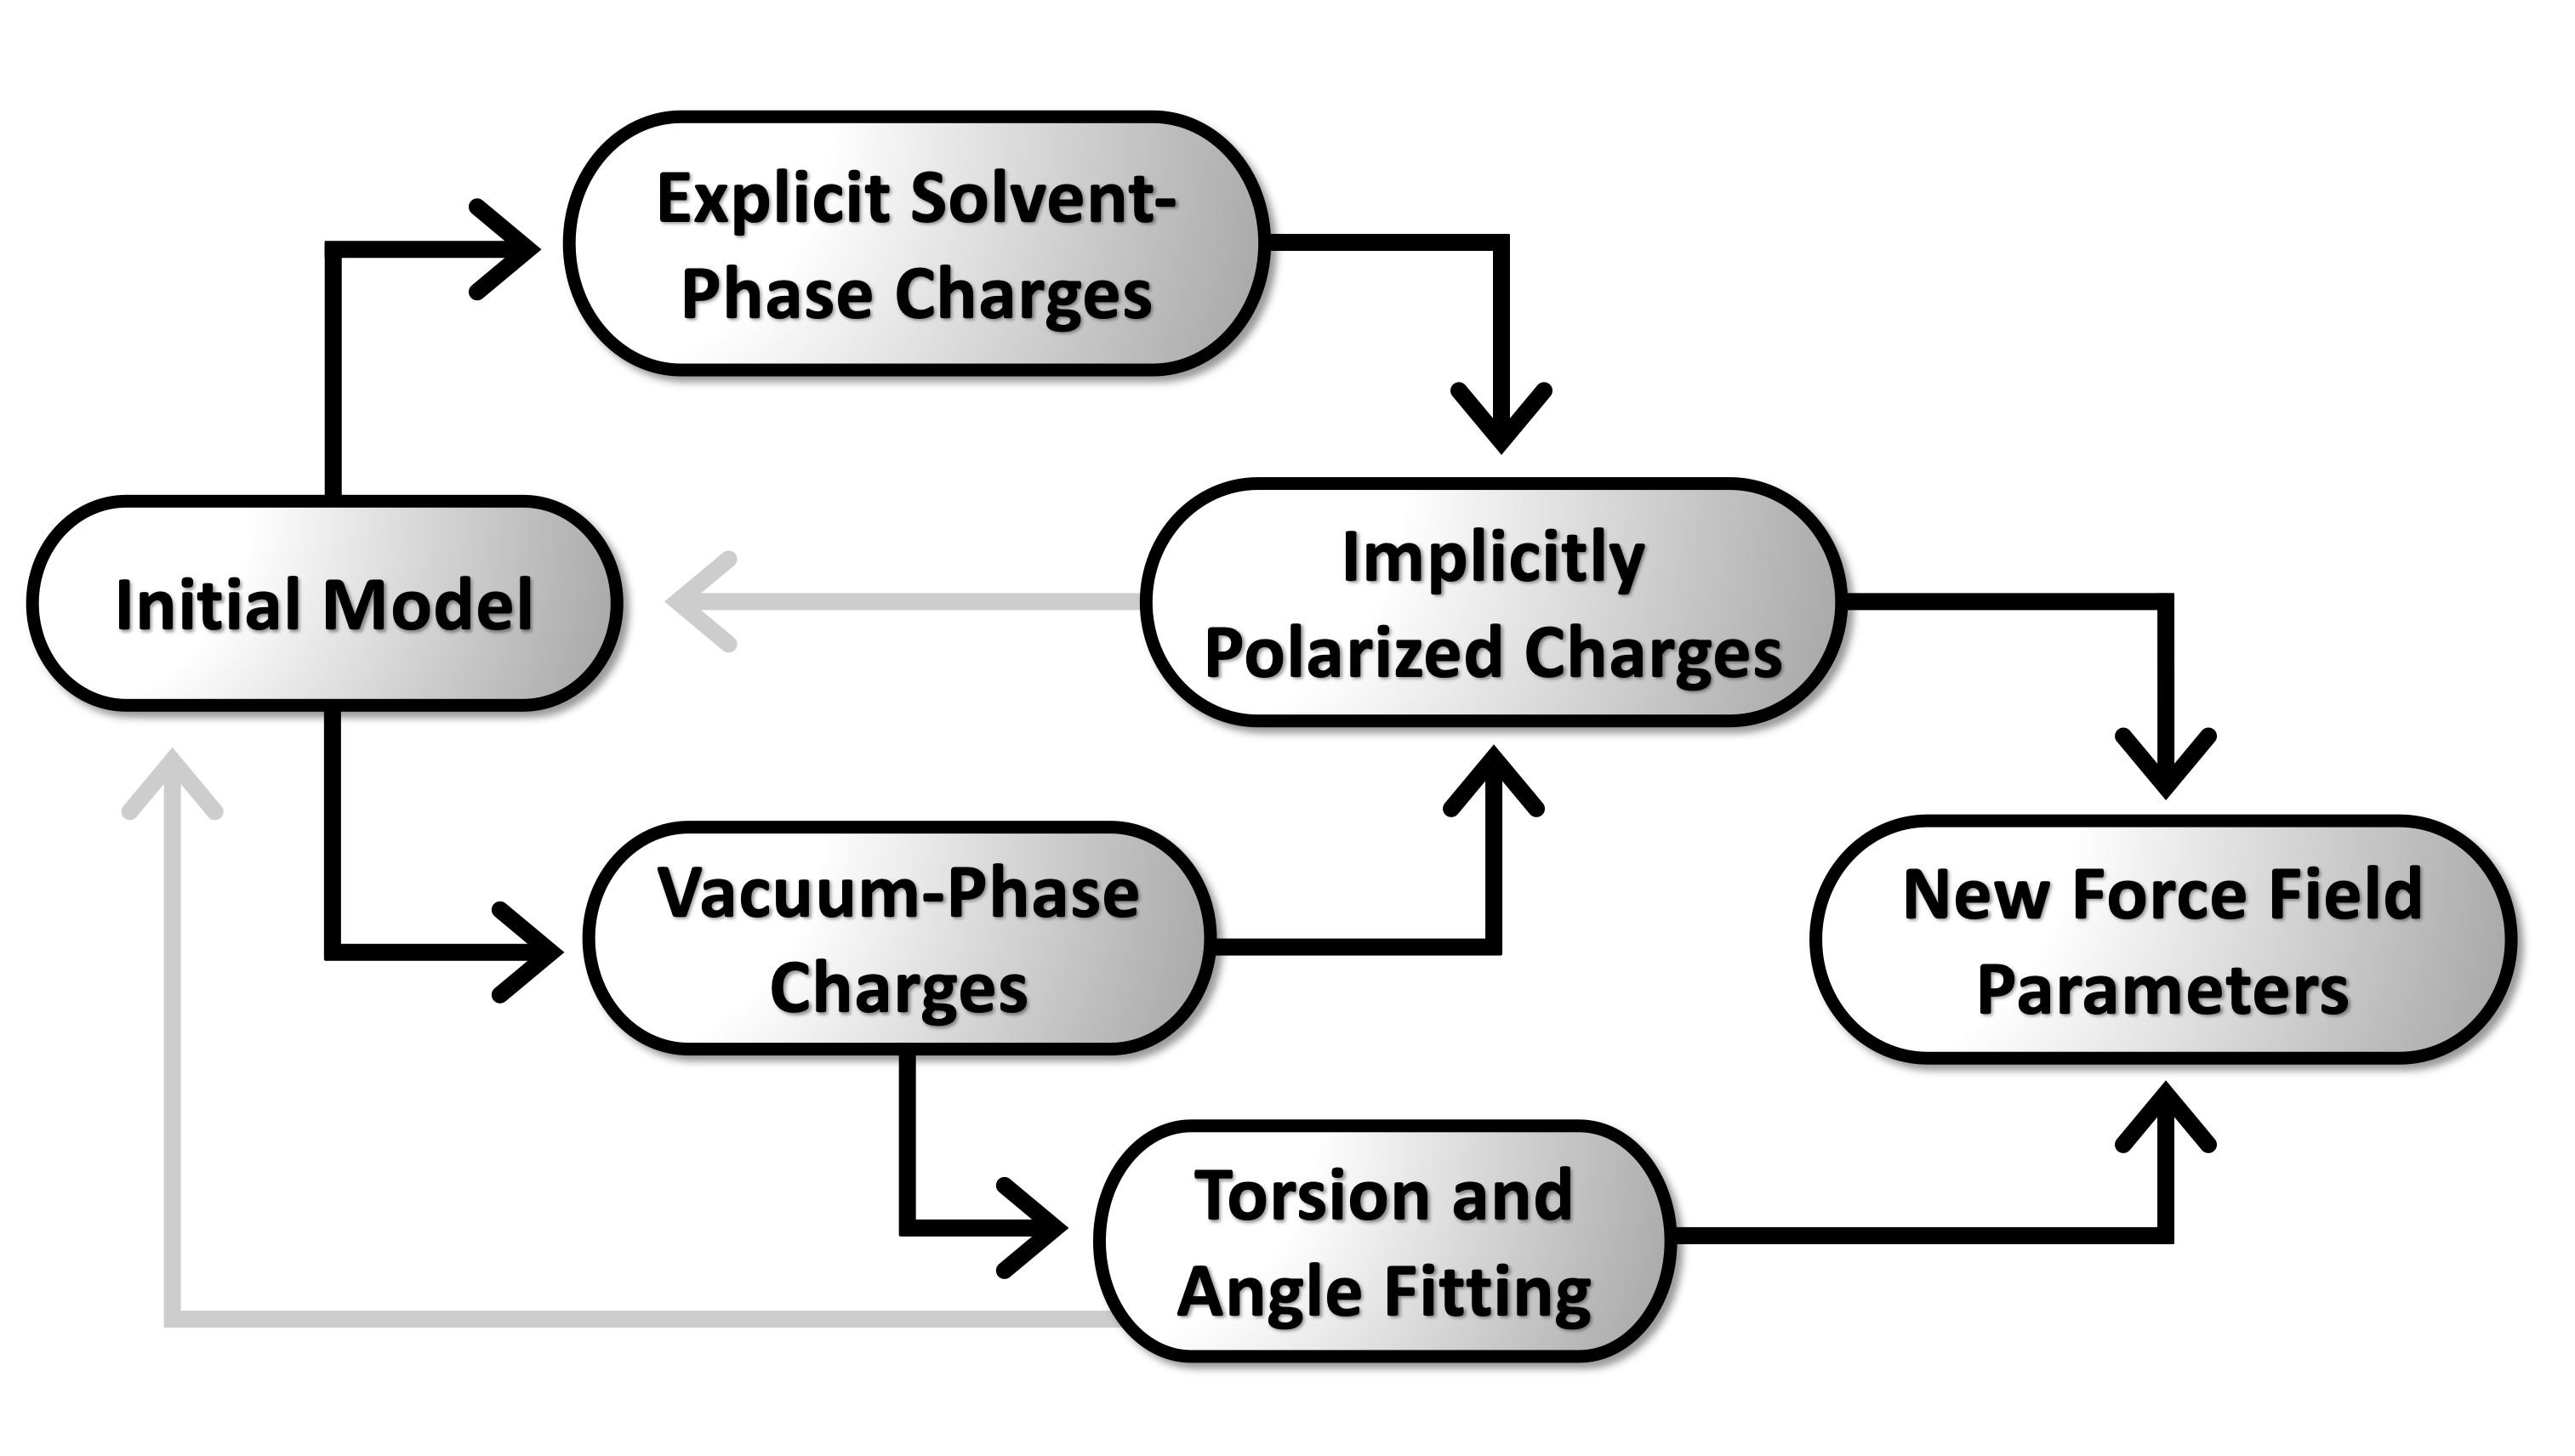 Explicit Solvent-
Phase Charges
Initial Model
Implicitly
Polarized Charges
Vacuum-Phase
Charges
New Force Field
Parameters
Torsion and
Angle Fitting